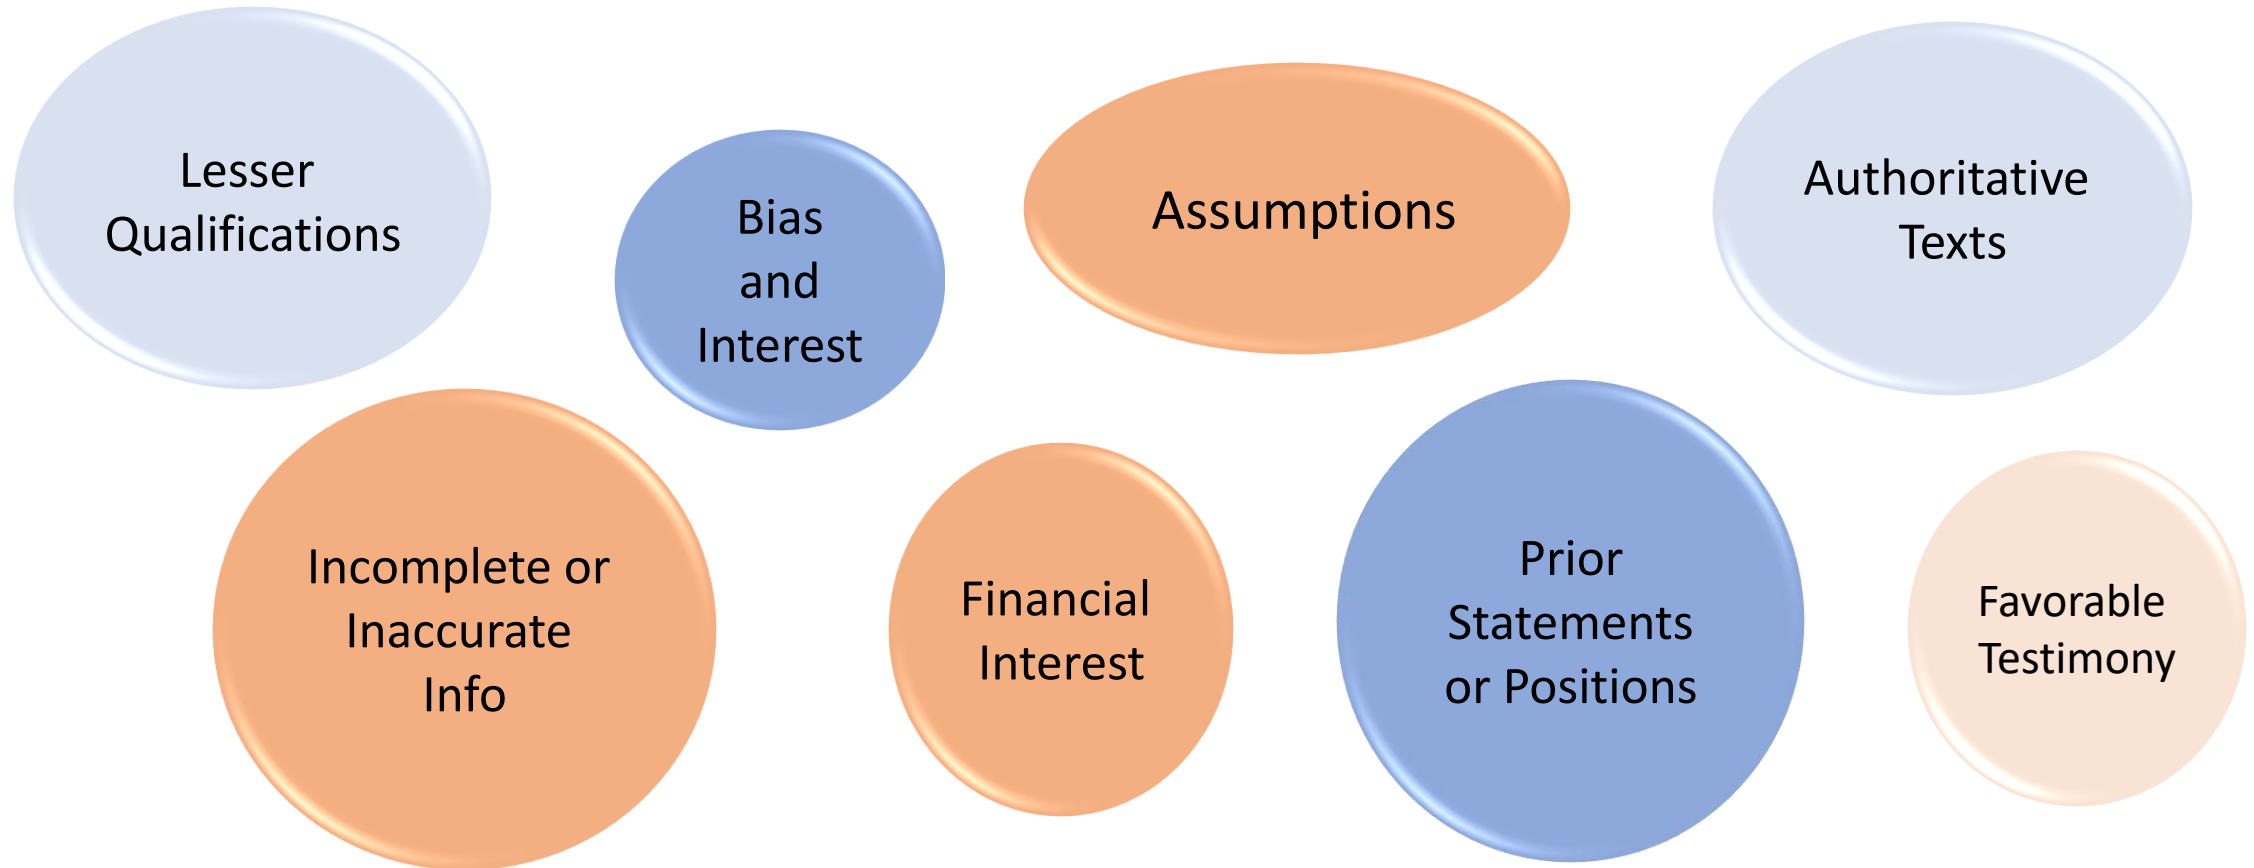 Lesser
Qualifications
Bias
and
Interest
Assumptions
Authoritative
Texts
Incomplete or
Inaccurate
Info
Financial
Interest
Prior
Statements
or Positions
Favorable
Testimony